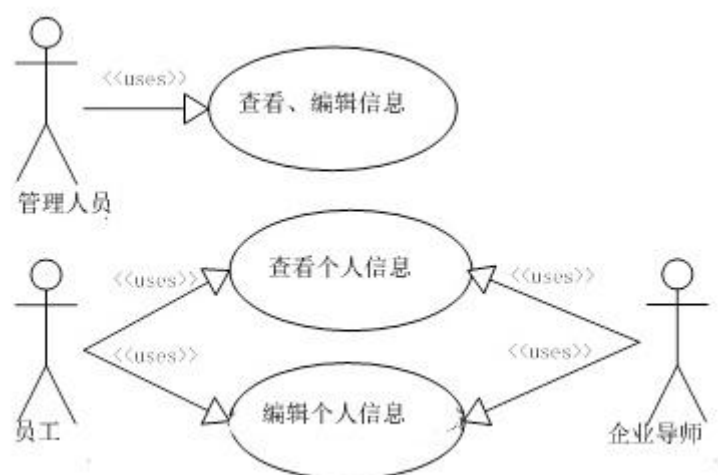 <<uses>>
查看、编辑信息
管理人员
查看个人信息
<<uses>>
<<uses>>
<<uses>>
<<uses>>
编辑个人信息
员工
企业导师